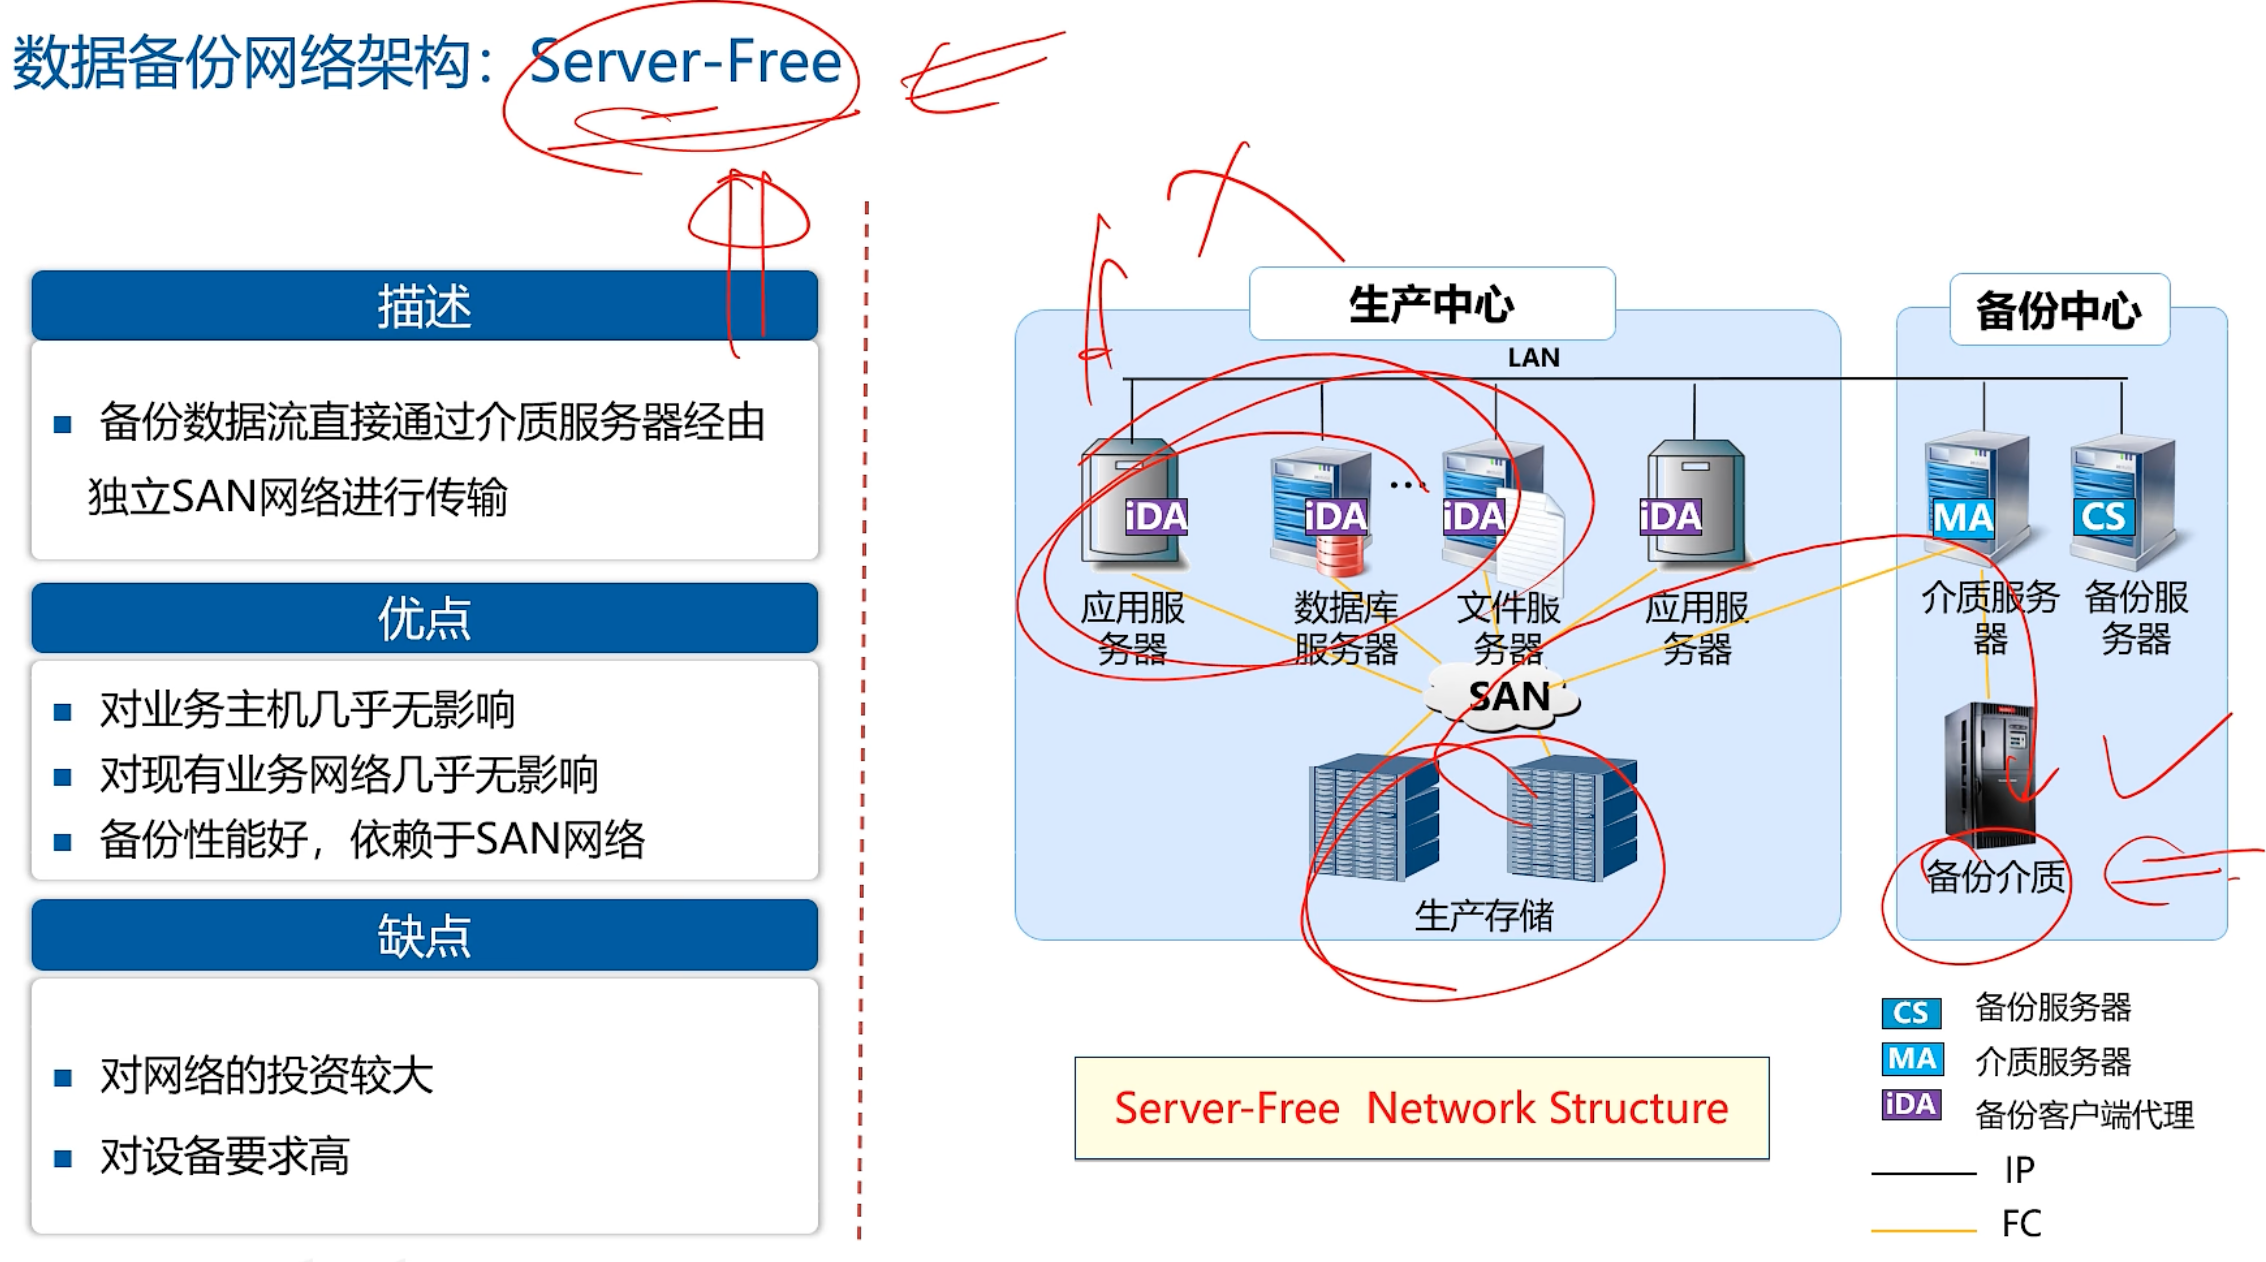 数据备份网络架构：Server-Free
描述
备份数据流直接通过介质服务器经由
独立SAN网络进行传输
优点
对业务主机几乎无影响
对现有业务网络几乎无影响
备份性能好，依赖于SAN网络
缺点
对网络的投资较大
对设备要求高
生产中心
备份中心
LAN
iDA
iDA
...
iDA
iDA
MA
CS
应用服
务器
数据库
服务器
文件服
务器
应用服
务器
介质服务
器
备份服
务器
SAN
生产存储
备份介质
Server-Free Network Structure
CS 备份服务器
MA 介质服务器
iDA 备份客户端代理
IP
FC